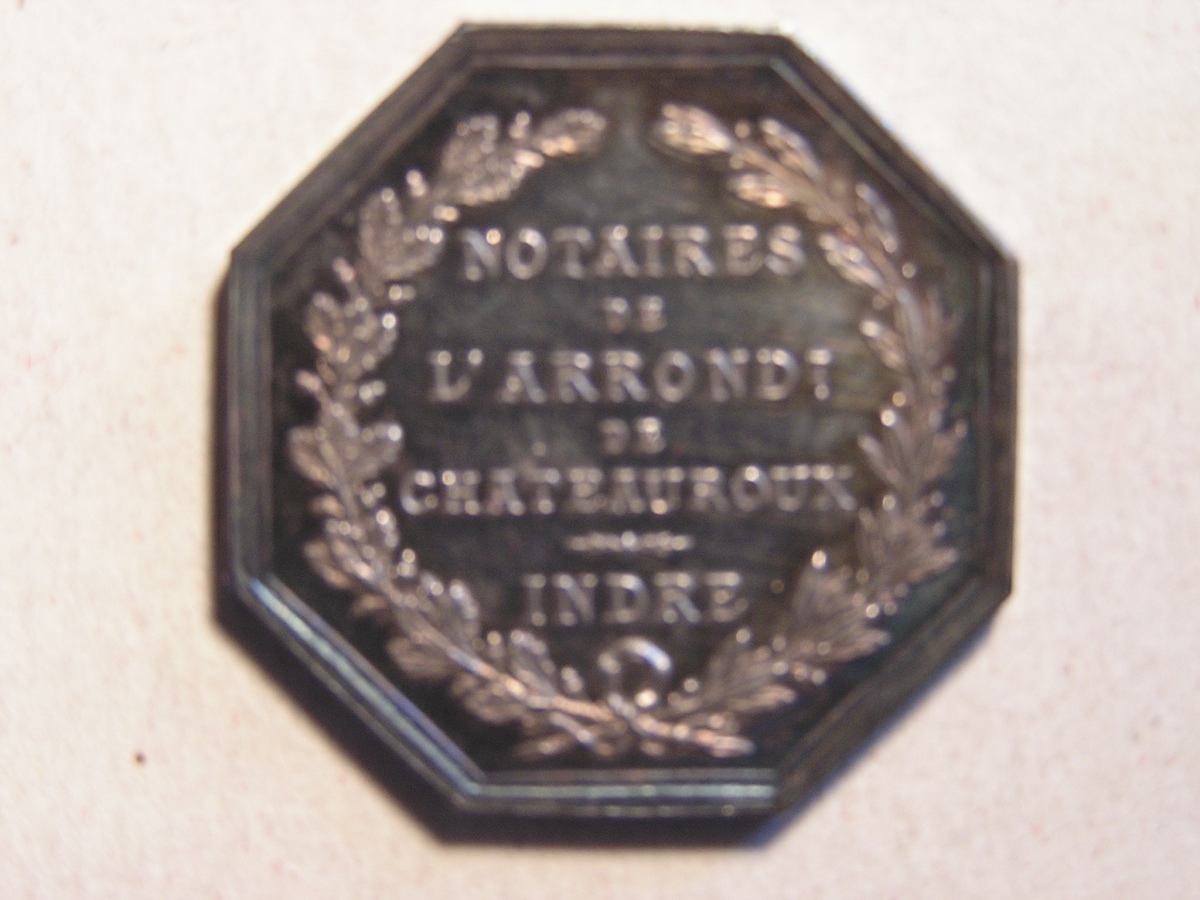 NOTAIRES
DE
L'ARRONDT
DE
CHATEAUROUX
INDRE